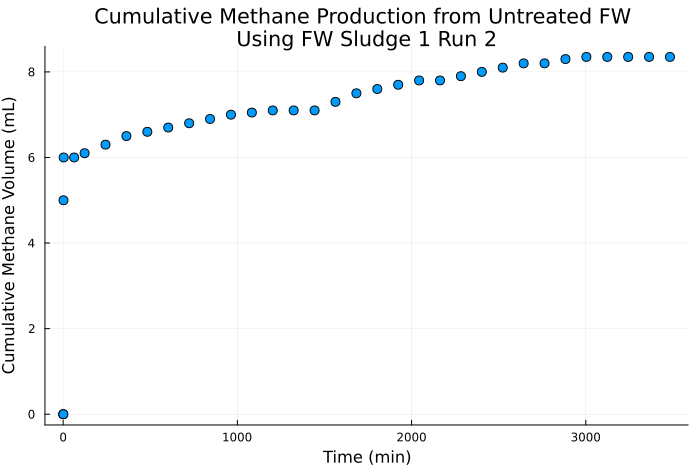 Cumulative Methane Production from Untreated FW
Using FW Sludge 1 Run 2
Cumulative Methane Volume (mL)
8
6
4
2
0
0 1000 2000 3000
Time (min)